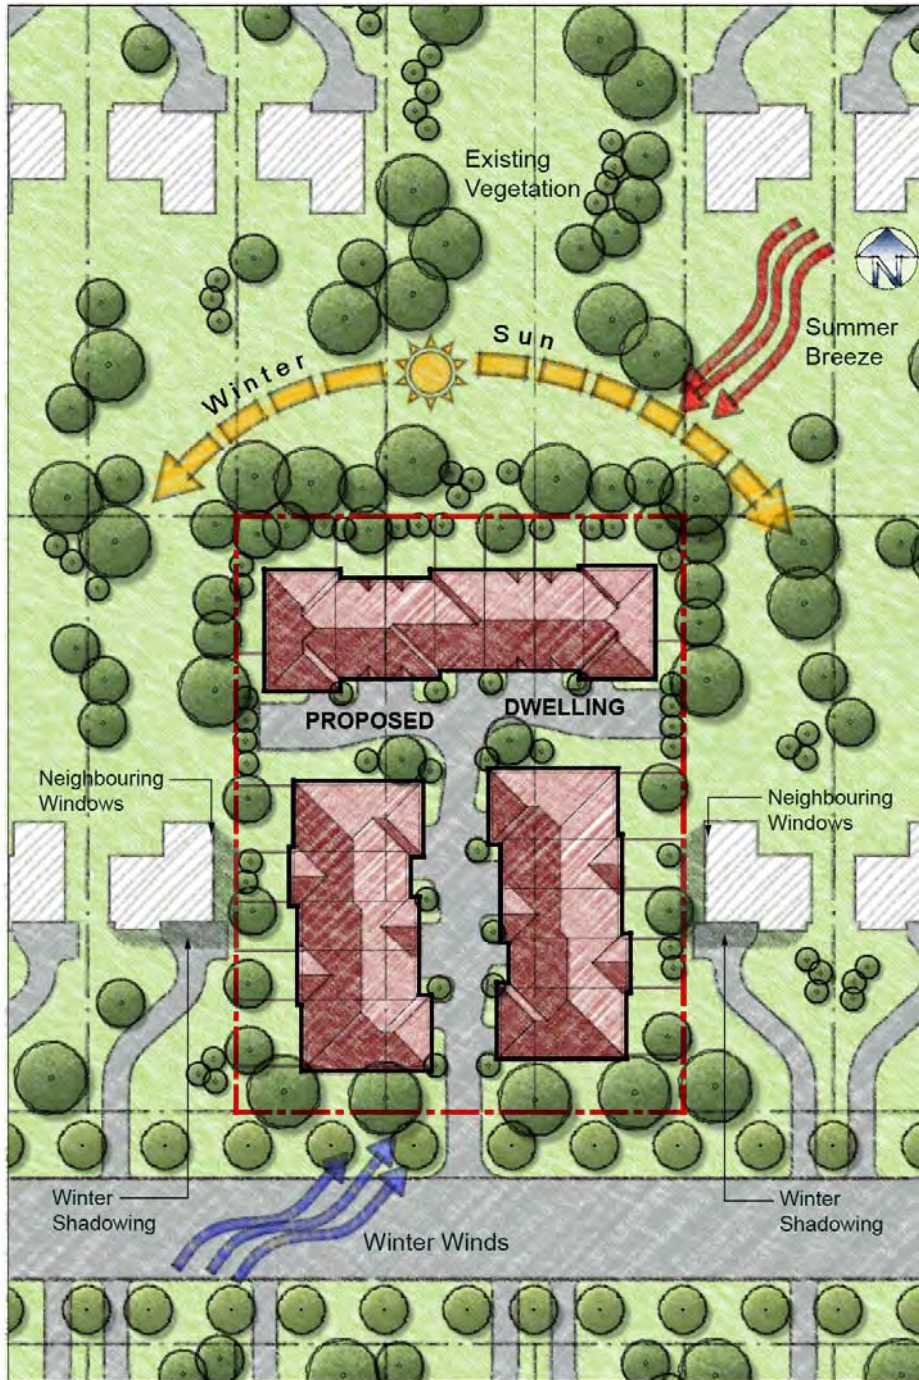 Existing
Vegetation
N
Summer
Breeze
Winter Sun
PROPOSED DWELLING
Neighbouring
Windows
Neighbouring
Windows
Winter
Shadowing
Winter
Shadowing
Winter Winds